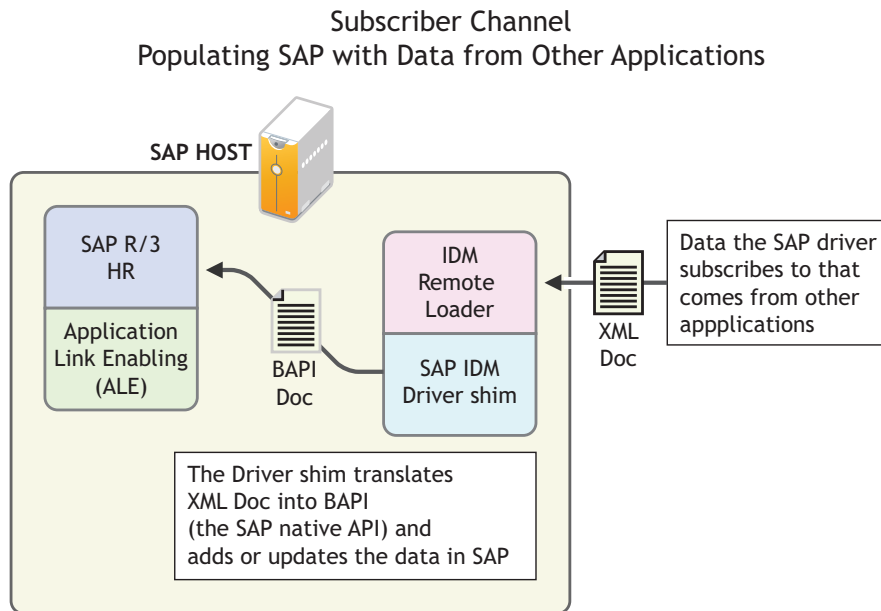 Subscriber Channel
Populating SAP with Data from Other Applications
SAP HOST
SAP R/3
HR
Application
Link Enabling
(ALE)
BAPI
Doc
IDM
Remote
Loader
SAP IDM
Driver shim
XML
Doc
Data the SAP driver
subscribes to that
comes from other
appplications
The Driver shim translates
XML Doc into BAPI
(the SAP native API) and
adds or updates the data in SAP